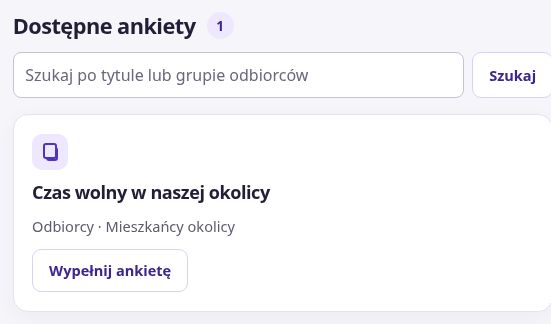 Dostępne ankiety 1
Szukaj po tytule lub grupie odbiorców Szukaj
Czas wolny w naszej okolicy
Odbiorcy · Mieszkańcy okolicy
Wypełnij ankietę